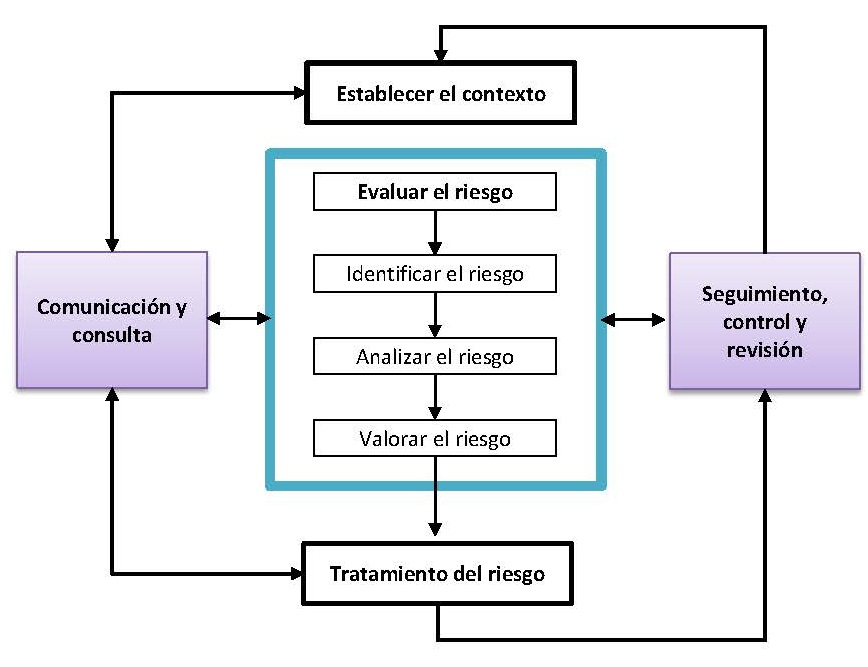 Establecer el contexto
Evaluar el riesgo
Identificar el riesgo
Analizar el riesgo
Valorar el riesgo
Comunicación y
consulta
Seguimiento,
control y
revisión
Tratamiento del riesgo